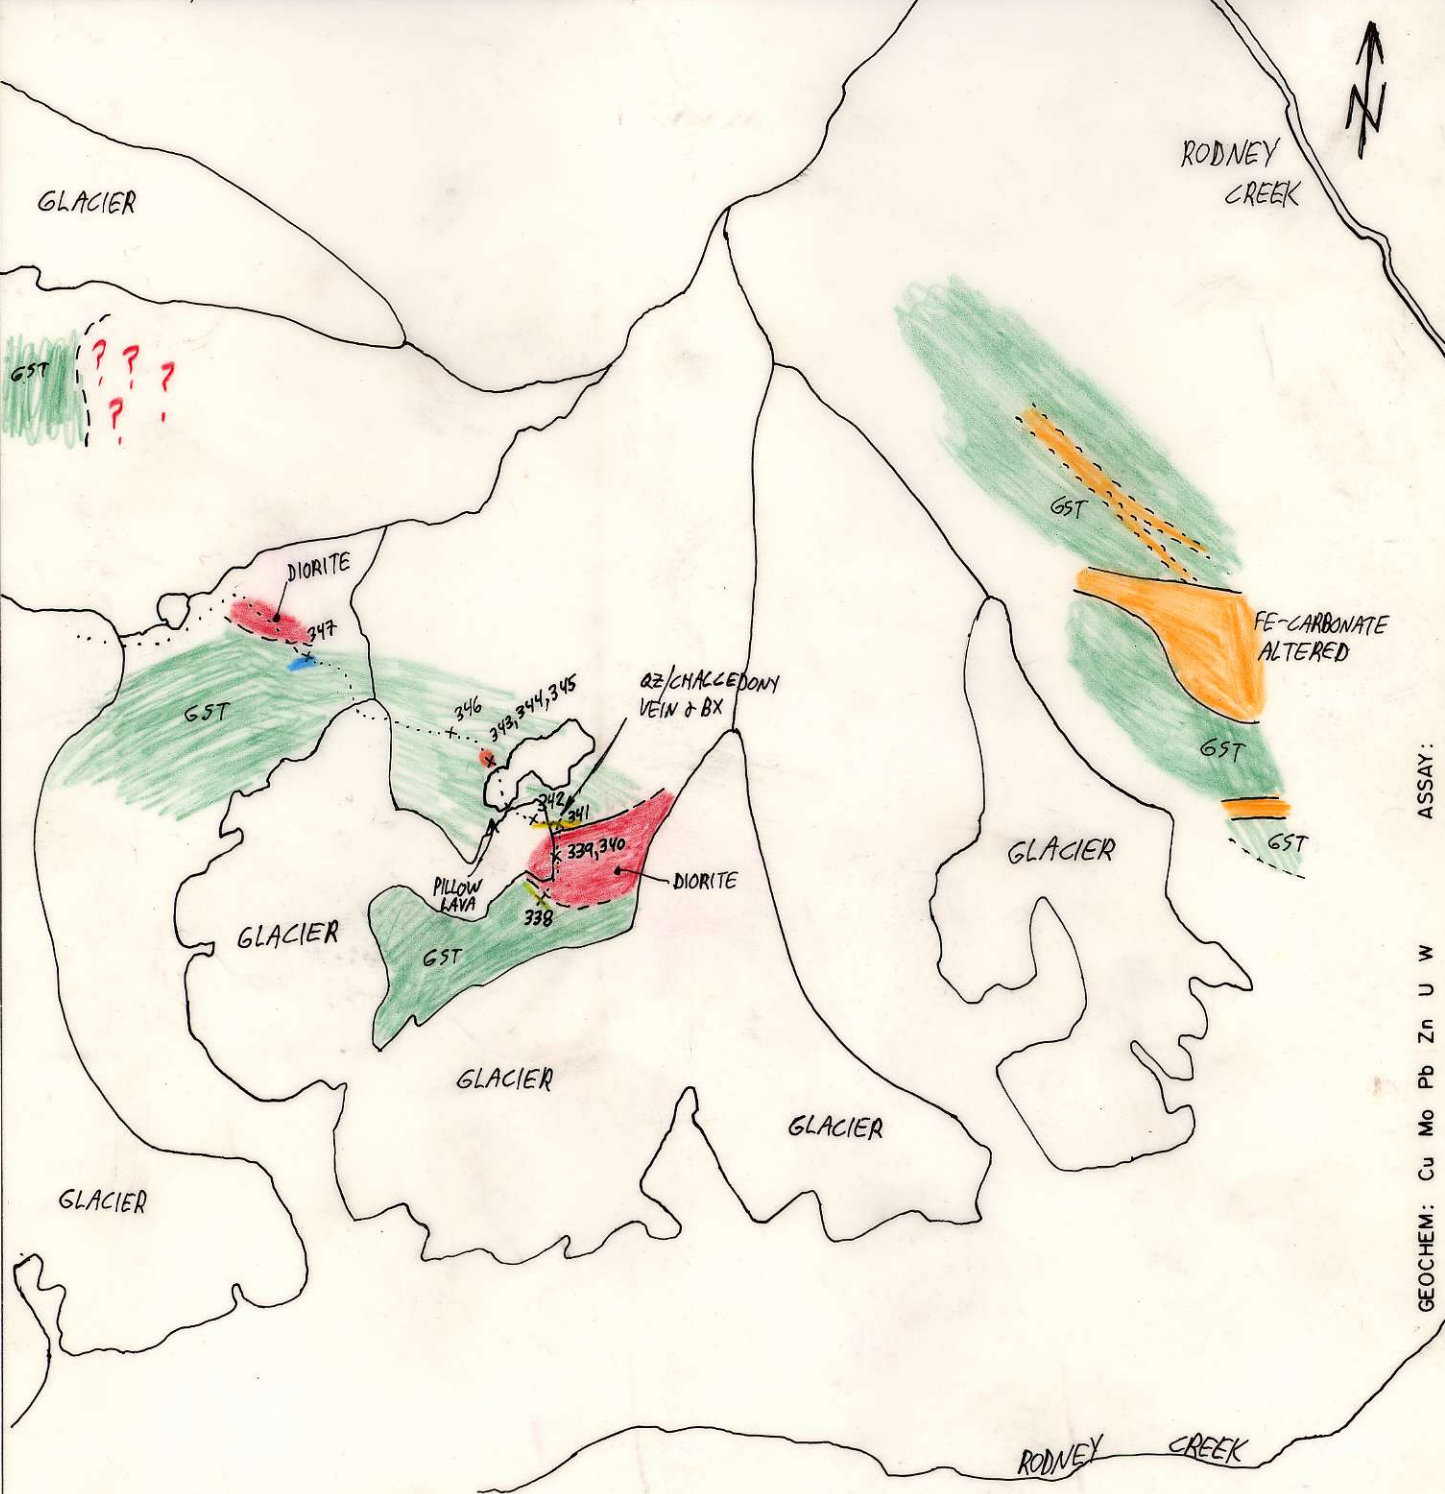 N
RODNEY
CREEK
GLACIER
GST
? ? ?
?
DIORITE
347
GST
346
343,344,345
QZ/CHALCEDONY
VEIN & BX
GST
FE-CARBONATE
ALTERED
GST
GST
342
341
339,340
338
PILLOW
LAVA
DIORITE
GLACIER
GST
GLACIER
GLACIER
GLACIER
GLACIER
RODNEY CREEK
GEOCHEM: Cu Mo Pb Zn U W ASSAY: